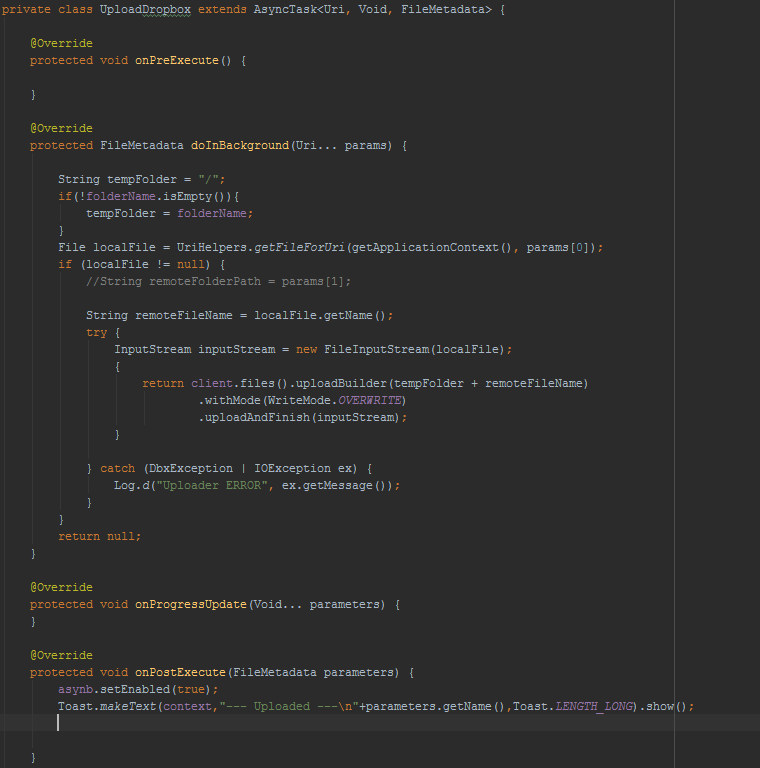 private class UploadDropbox extends AsyncTask<Uri, Void, FileMetadata> {
@Override
protected void onPreExecute() {
}
@Override
protected FileMetadata doInBackground(Uri... params) {
String tempFolder = "/";
if(!folderName.isEmpty()){
tempFolder = folderName;
}
File localFile = UriHelpers.getFileForUri(getApplicationContext(), params[0]);
if (localFile != null) {
//String remoteFolderPath = params[1];
String remoteFileName = localFile.getName();
try {
InputStream inputStream = new FileInputStream(localFile);
{
return client.files().uploadBuilder(tempFolder + remoteFileName)
.withMode(WriteMode.OVERWRITE)
.uploadAndFinish(inputStream);
}
} catch (DbxException | IOException ex) {
Log.d("Uploader ERROR", ex.getMessage());
}
}
return null;
}
@Override
protected void onProgressUpdate(Void... parameters) {
}
@Override
protected void onPostExecute(FileMetadata parameters) {
asynb.setEnabled(true);
Toast.makeText(context,"--- Uploaded ---\n"+parameters.getName(),Toast.LENGTH_LONG).show();
}